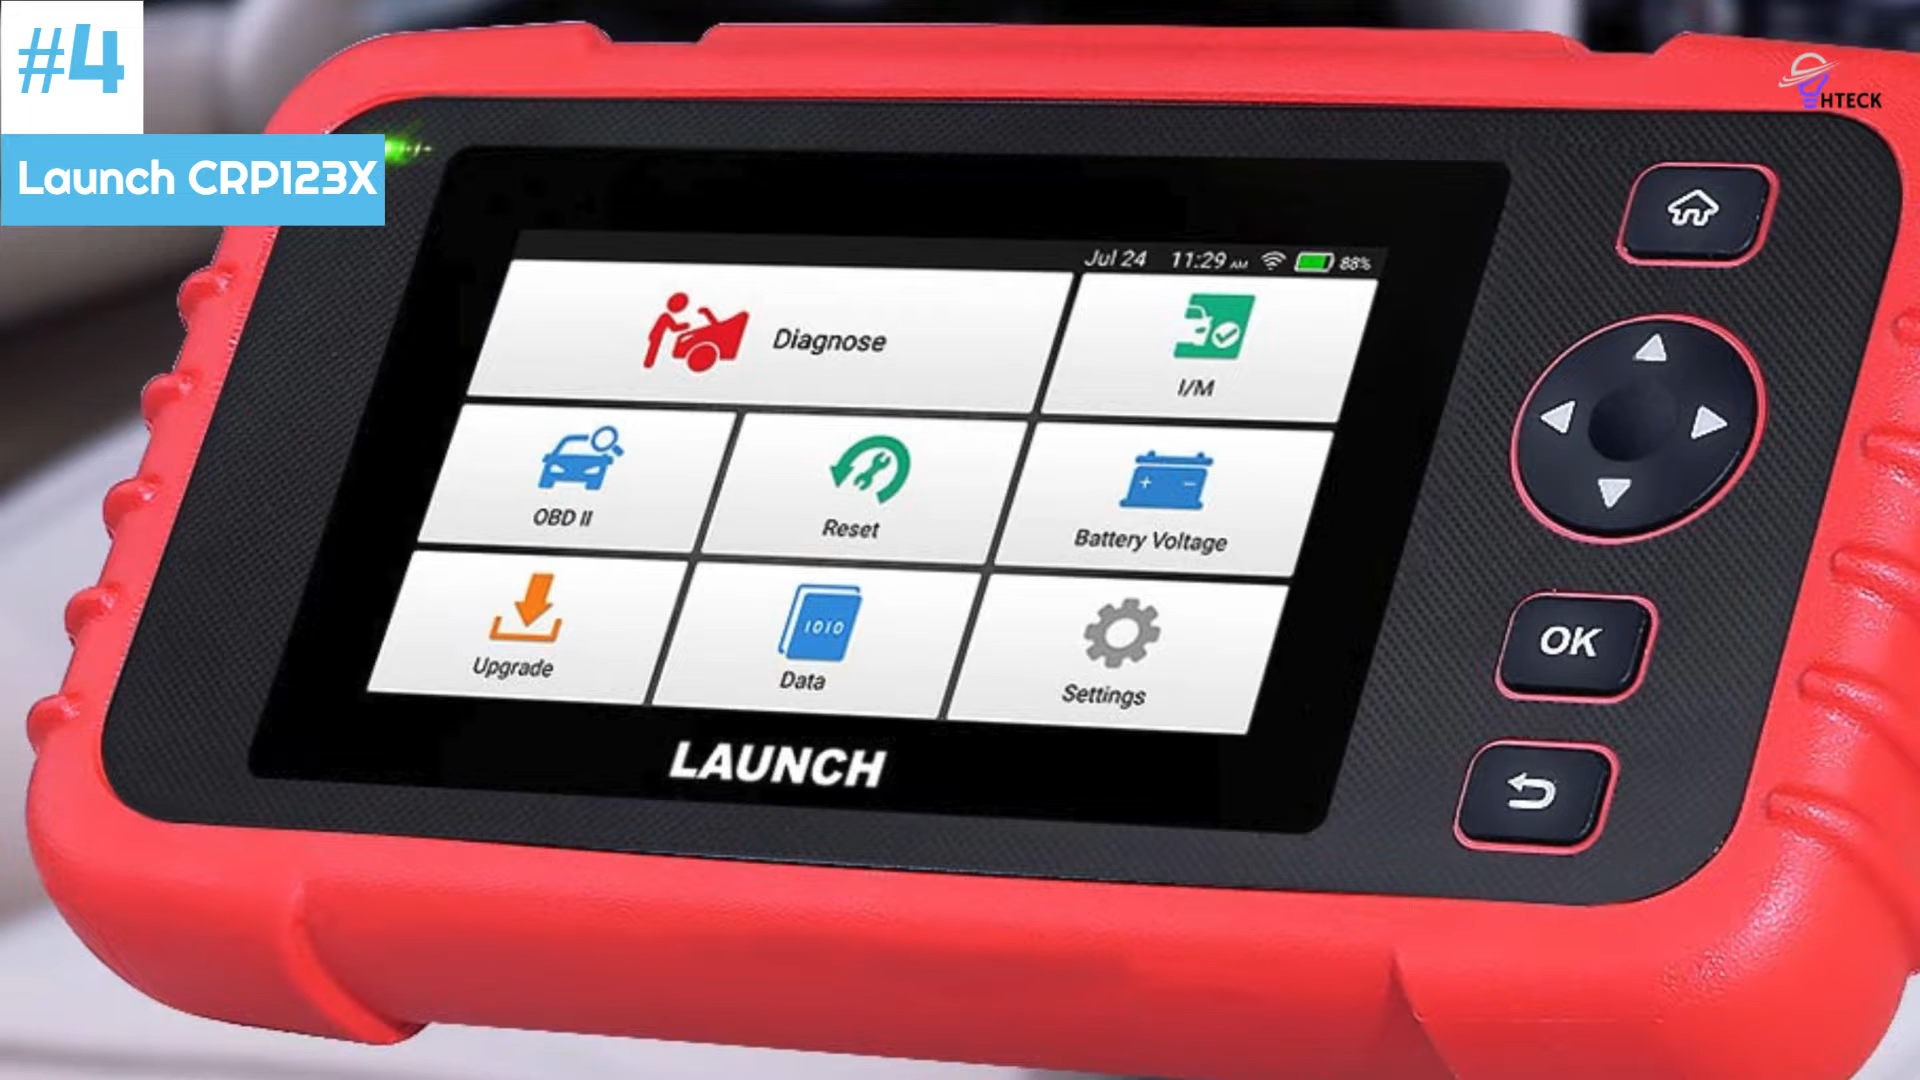 #4
HTECK
Launch CRP123X
Jul 24 11:29 AM 88%
Diagnose
I/M
OBD II
Reset
Battery Voltage
Upgrade
1010
Data
Settings
OK
LAUNCH